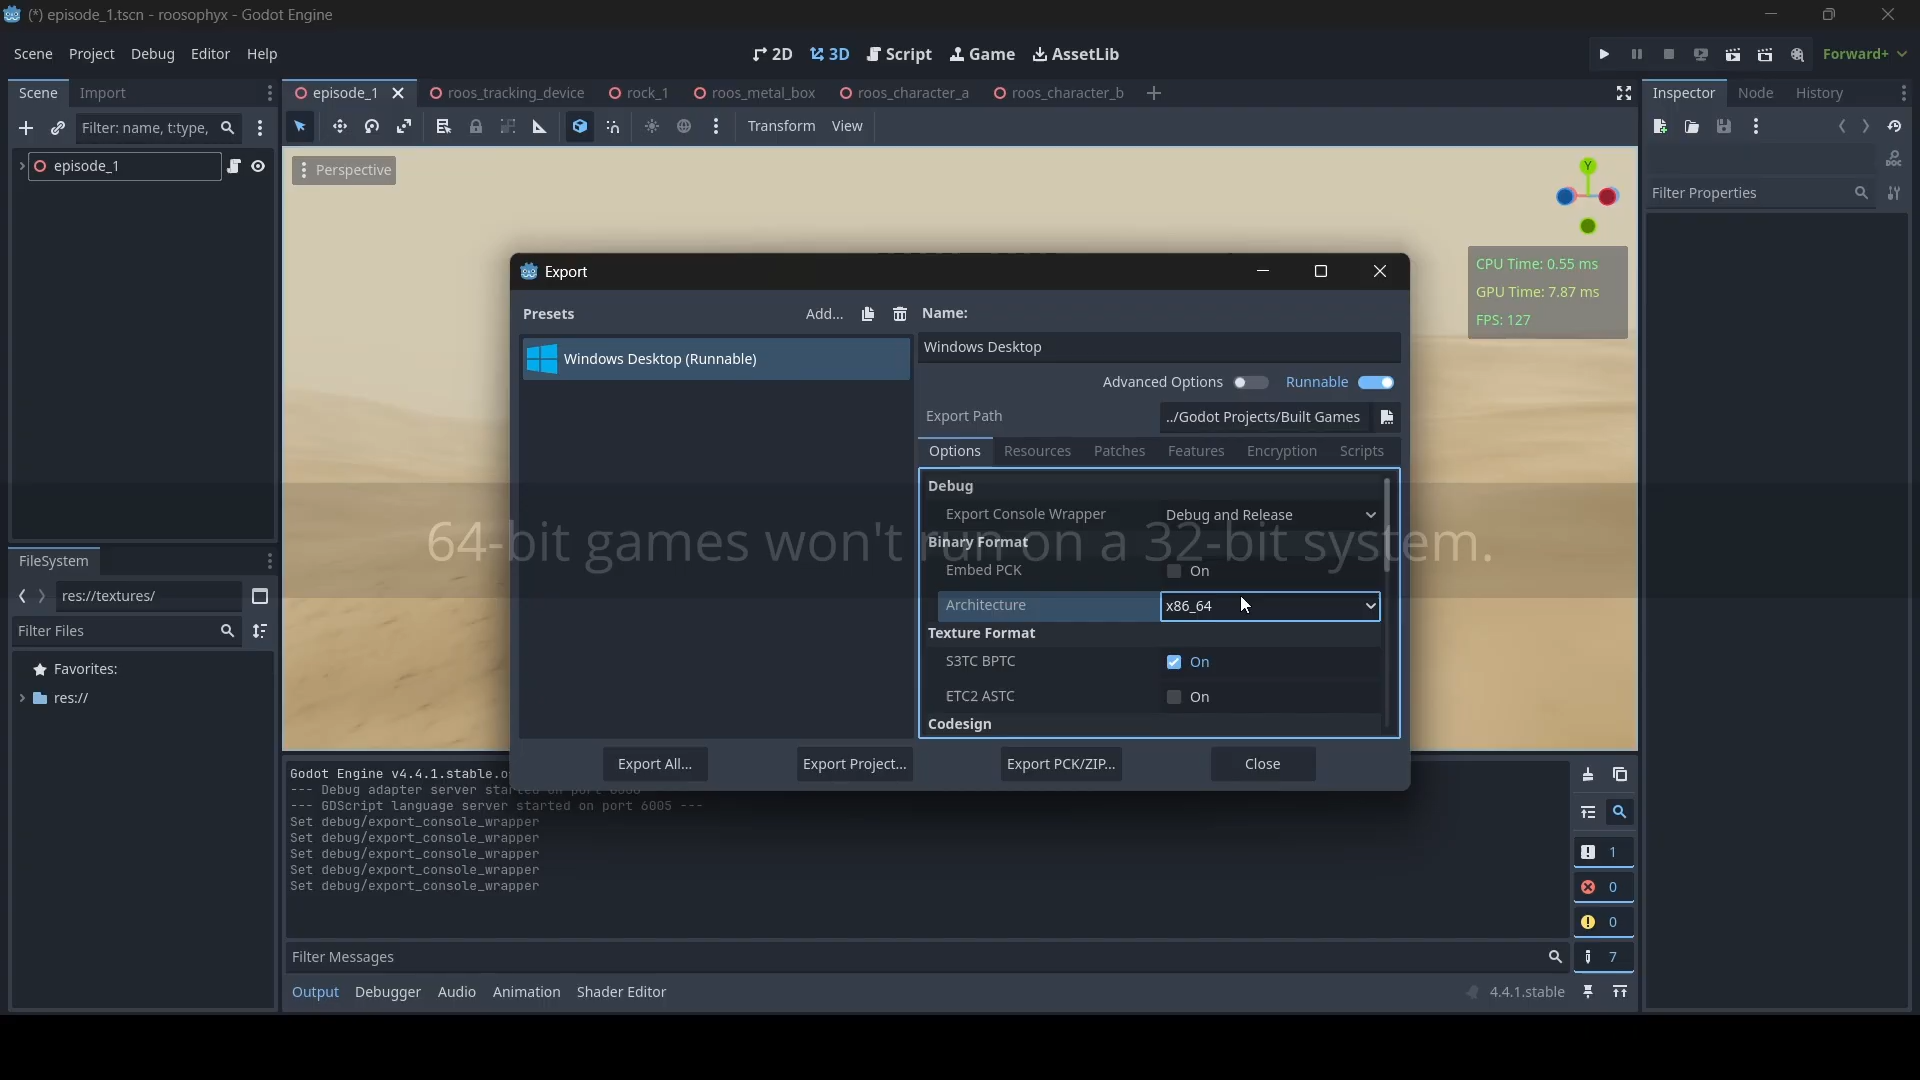 (*) episode_1.tscn - roosophyx - Godot Engine
Scene Project Debug Editor Help
2D 3D Script Game AssetLib
Forward+
Scene Import
episode_1 roos_tracking_device rock_1 roos_metal_box roos_character_a roos_character_b
Inspector Node History
Filter: name, t:type,
Transform View
episode_1
Perspective
DOC
Filter Properties
Y
CPU Time: 0.55 ms
GPU Time: 7.87 ms
FPS: 127
Export
Presets Add... Name:
Windows Desktop (Runnable)
Windows Desktop
Advanced Options Runnable
Export Path ../Godot Projects/Built Games
Options Resources Patches Features Encryption Scripts
Debug
Export Console Wrapper Debug and Release
64-bit games won't run on a 32-bit system.
Binary Format
Embed PCK On
Architecture x86_64
Texture Format
S3TC BPTC On
ETC2 ASTC On
Codesign
Export All... Export Project... Export PCK/ZIP... Close
FileSystem
res://textures/
Filter Files
Favorites:
res://
Godot Engine v4.4.1.stable.o
--- Debug adapter server started on port
--- GDScript language server started on port 6005 ---
Set debug/export_console_wrapper
Set debug/export_console_wrapper
Set debug/export_console_wrapper
Set debug/export_console_wrapper
Set debug/export_console_wrapper
1
0
0
7
Filter Messages
Output Debugger Audio Animation Shader Editor
4.4.1.stable